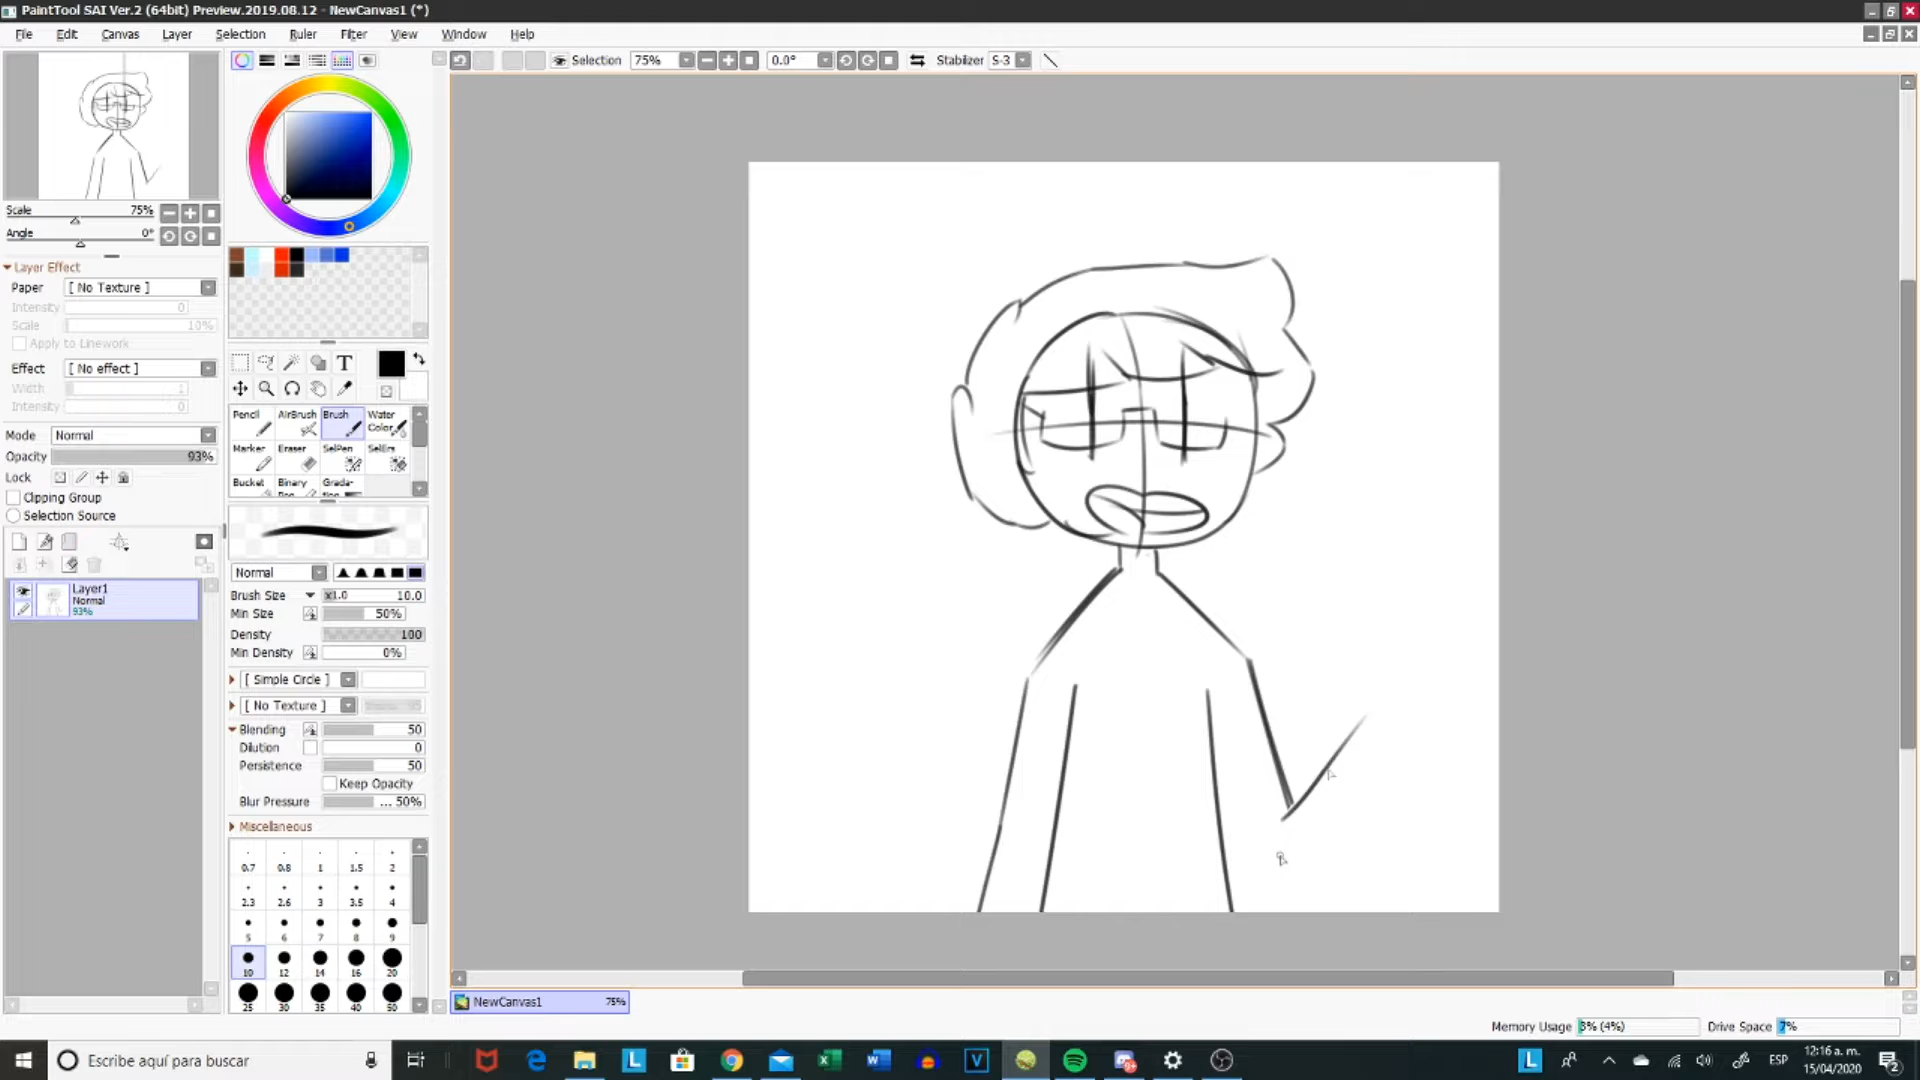 PaintTool SAI Ver.2 (64bit) Preview.2019.08.12 - NewCanvas1 (*)
File Edit Canvas Layer Selection Ruler Filter View Window Help
Selection 75% 0.0° Stabilizer S-3
Scale 75%
Angle 0°
Layer Effect
Paper [ No Texture ]
Intensity 0
Scale 10%
Apply to Linework
Effect [ No effect ]
Width 1
Intensity 0
Mode Normal
Opacity 93%
Lock
Clipping Group
Selection Source
Layer1
Normal
93%
T
Pencil AirBrush Brush Water Color
Marker Eraser SelPen SelErs
Bucket Binary Pen Grada-tion
Normal
Brush Size x1.0 10.0
Min Size 50%
Density 100
Min Density 0%
[ Simple Circle ]
[ No Texture ]
Blending 50
Dilution 0
Persistence 50
Keep Opacity
Blur Pressure ... 50%
Miscellaneous
0.7 0.8 1 1.5 2
2.3 2.6 3 3.5 4
5 6 7 8 9
10 12 14 16 20
25 30 35 40 50
NewCanvas1 75%
Memory Usage 3% (4%) Drive Space 7%
Escribe aquí para buscar
ESP
12:16 a. m.
15/04/2020
2